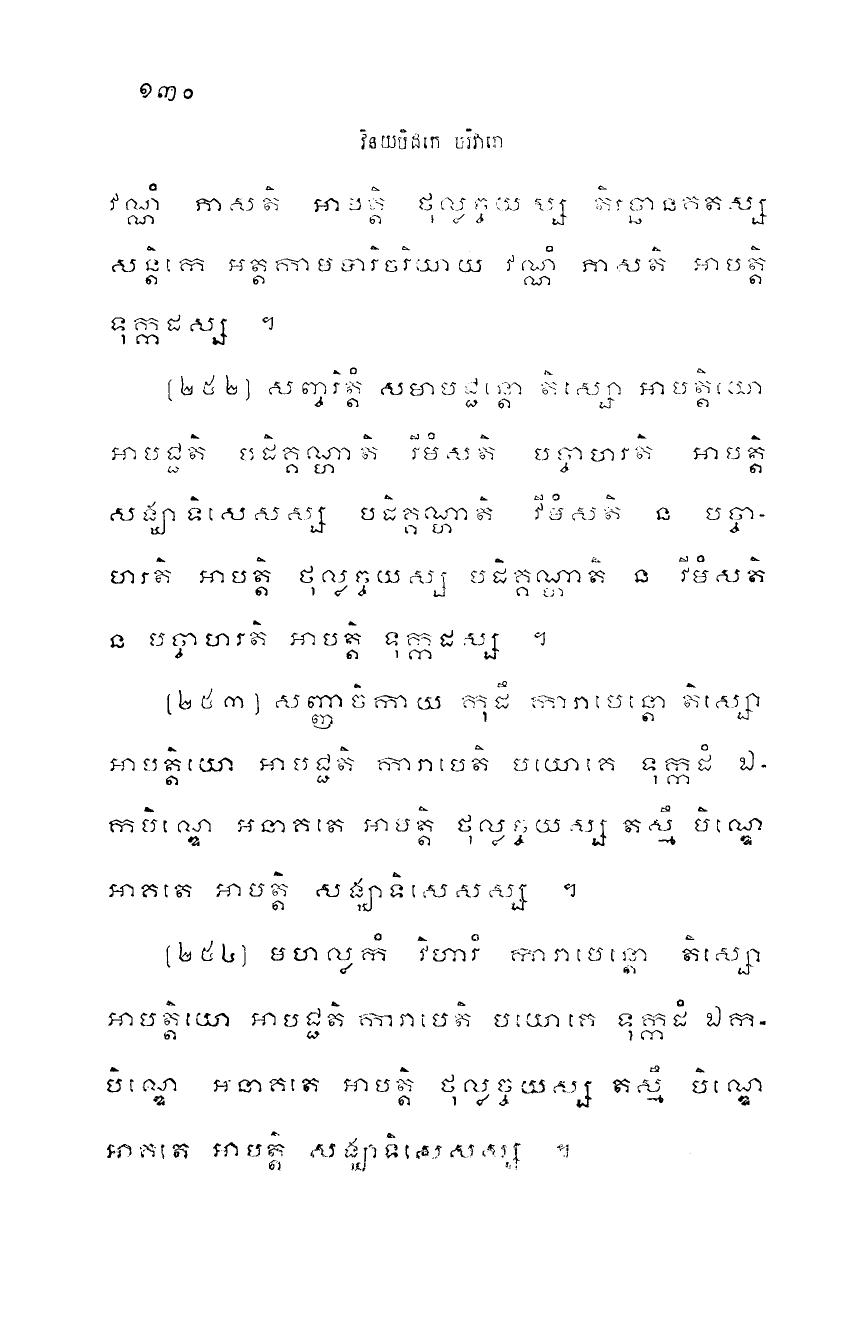 ១៣០
វិនយបិដកេ បរិវារោ
វណ្ណំ ភាសតិ អាបត្តិ ថុល្លច្ចយស្ស តិរច្ឆានគតស្ស
សន្តិកេ អត្តកាមបារិចរិយាយ វណ្ណំ ភាសតិ អាបត្តិ
ទុក្កដស្ស ។
(២៥២) សញ្ចរិត្តំ សមាបជ្ជន្តោ តិស្សោ អាបត្តិយោ
អាបជ្ជតិ បដិគ្គណ្ហាតិ វីមំសតិ បច្ចាហរតិ អាបត្តិ
សង្ឃាទិសេសស្ស បដិគ្គណ្ហាតិ វីមំសតិ ន បច្ចា-
ហរតិ អាបត្តិ ថុល្លច្ចយស្ស បដិគ្គណ្ហាតិ ន វីមំសតិ
ន បច្ចាហរតិ អាបត្តិ ទុក្កដស្ស ។
(២៥៣) សញ្ញាចិកាយ កុដឹ ការាបេន្តោ តិស្សោ
អាបត្តិយោ អាបជ្ជតិ ការាបេតិ បយោគេ ទុក្កដំ ឯ-
កបិណ្ឌេ អនាគតេ អាបត្តិ ថុល្លច្ចយស្ស តស្មឹ បិណ្ឌេ
អាគតេ អាបត្តិ សង្ឃាទិសេសស្ស ។
(២៥៤) មហល្លកំ វិហារំ ការាបេន្តោ តិស្សោ
អាបត្តិយោ អាបជ្ជតិ ការាបេតិ បយោគេ ទុក្កដំ ឯក-
បិណ្ឌេ អនាគតេ អាបត្តិ ថុល្លច្ចយស្ស តស្មឹ បិណ្ឌេ
អាគតេ អាបត្តិ សង្ឃាទិសេសស្ស ។